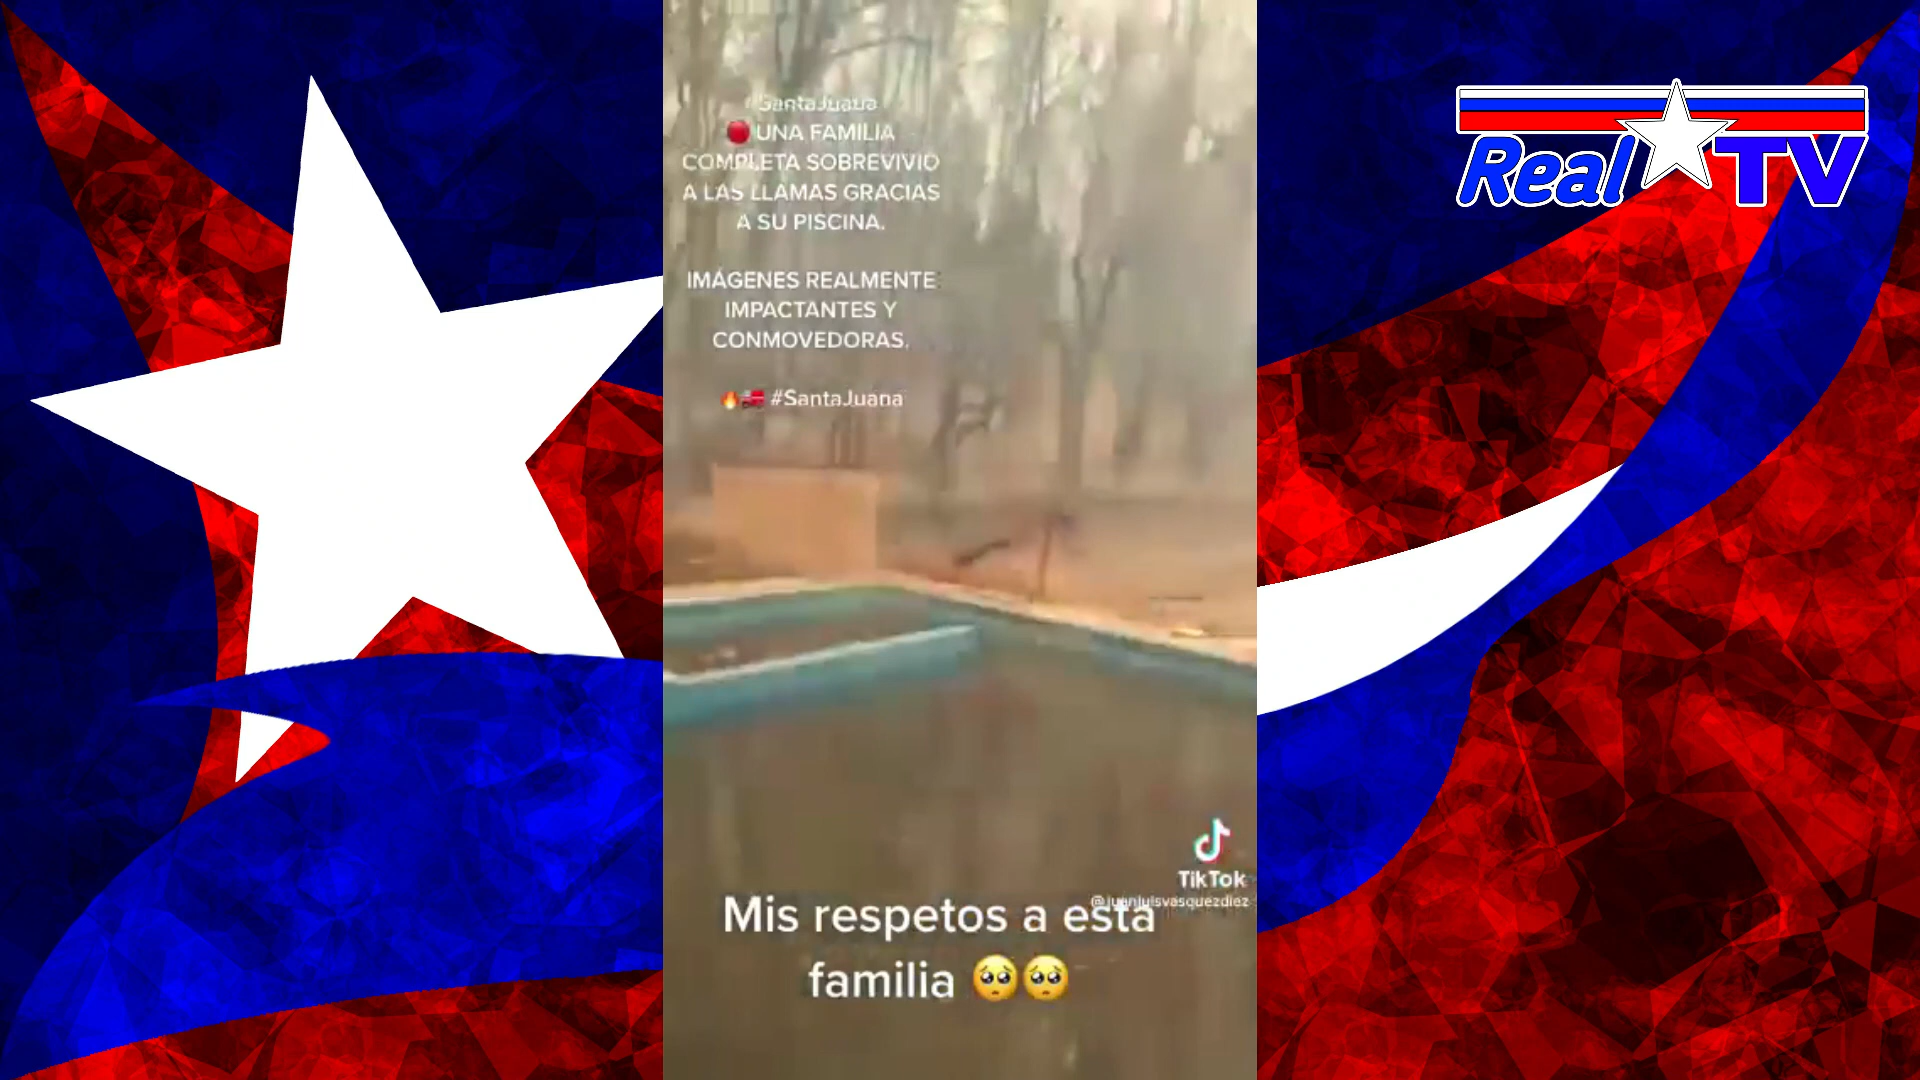 SantaJuana
🔴 UNA FAMILIA
COMPLETA SOBREVIVIO
A LAS LLAMAS GRACIAS
A SU PISCINA.
IMÁGENES REALMENTE
IMPACTANTES Y
CONMOVEDORAS.
🔥🚒 #SantaJuana
Real TV
TikTok
@juanluisvasquezdiez
Mis respetos a esta
familia 🥺🥺